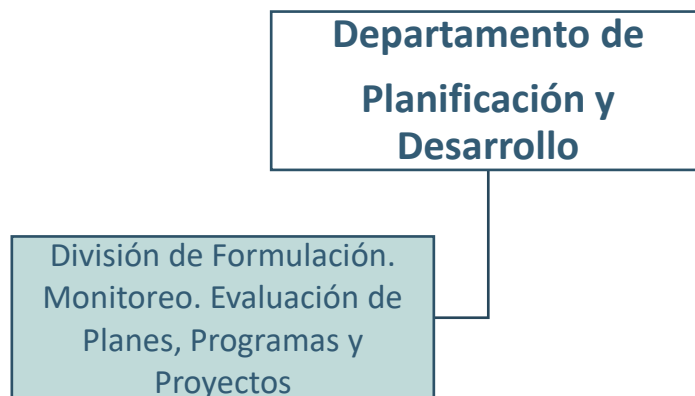 Departamento de
Planificación y
Desarrollo
División de Formulación.
Monitoreo. Evaluación de
Planes, Programas y
Proyectos